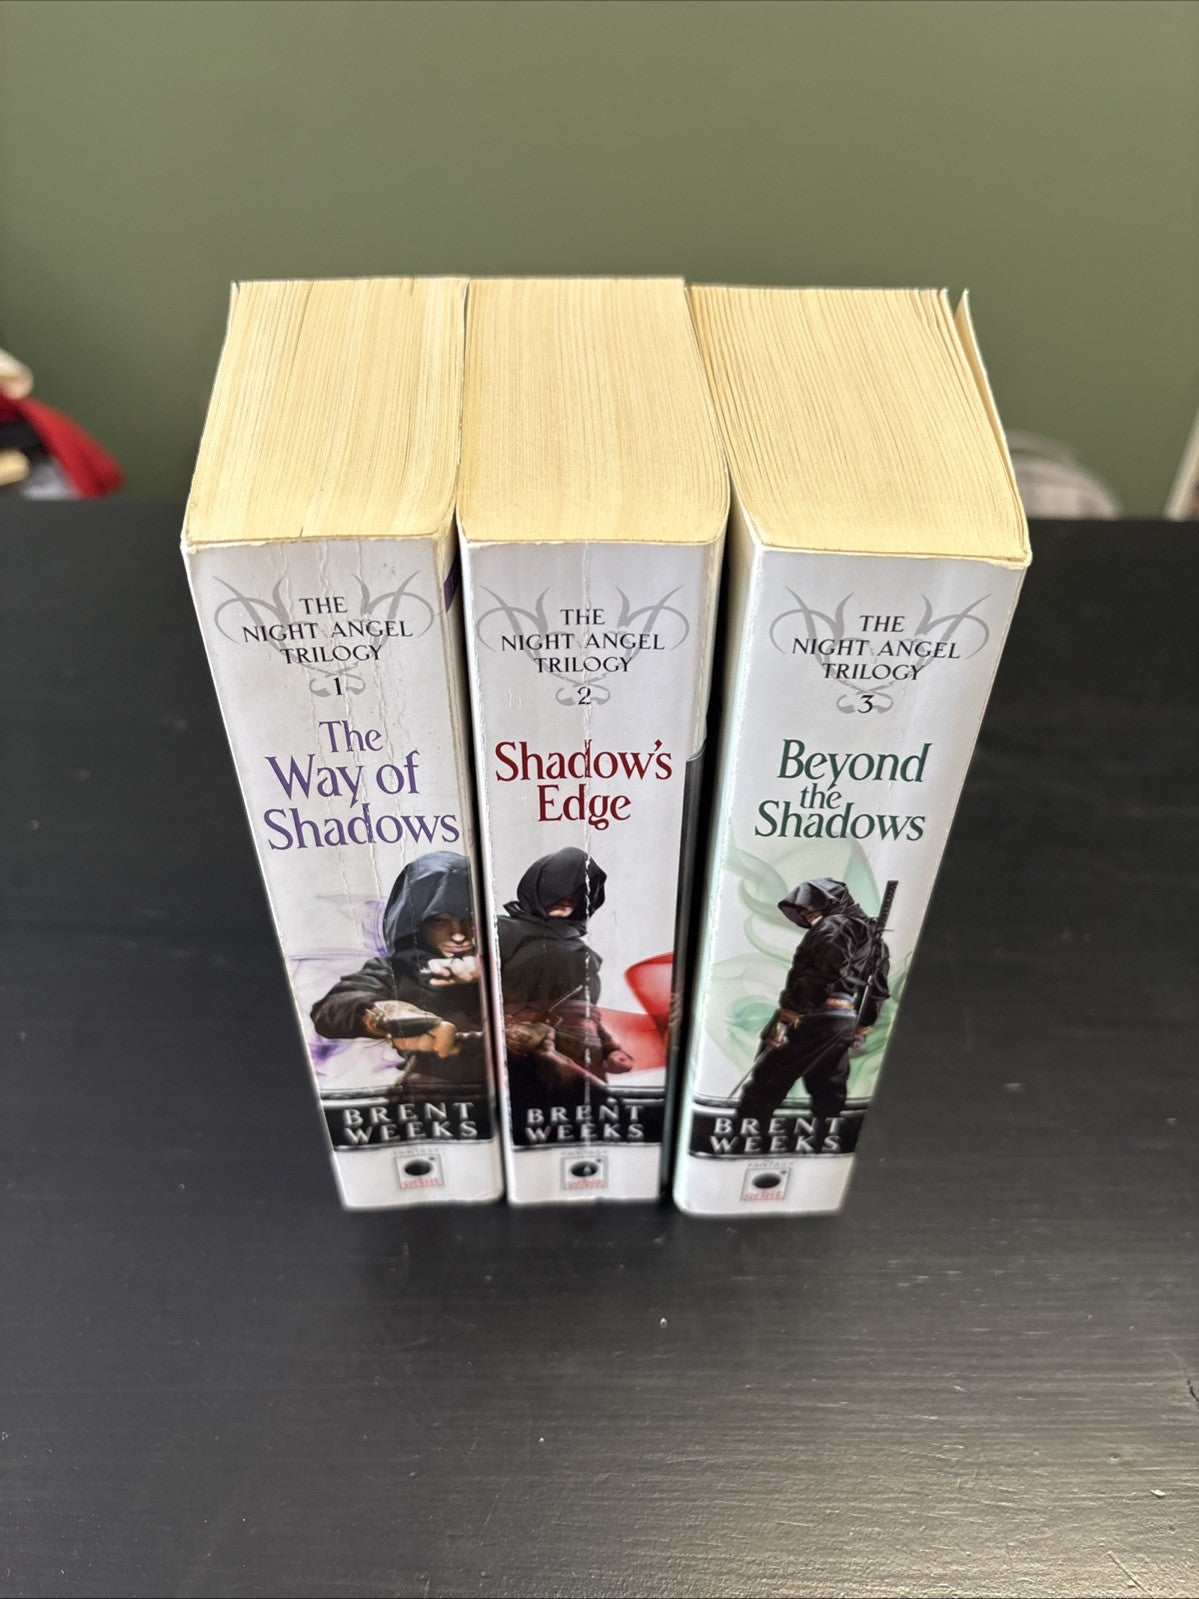 THE
NIGHT ANGEL
TRILOGY
1
The
Way of
Shadows
BRENT
WEEKS
THE
NIGHT ANGEL
TRILOGY
2
Shadow's
Edge
BRENT
WEEKS
THE
NIGHT ANGEL
TRILOGY
3
Beyond
the
Shadows
BRENT
WEEKS